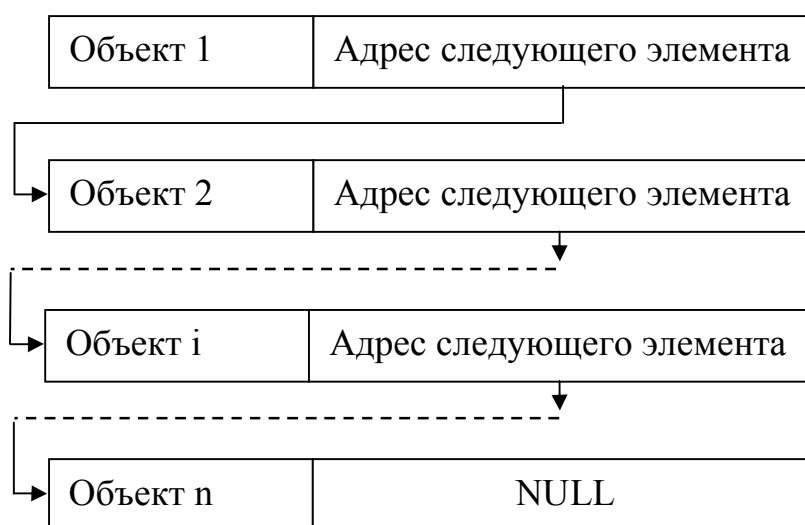 Объект 1 Адрес следующего элемента
Объект 2 Адрес следующего элемента
Объект i Адрес следующего элемента
Объект n NULL